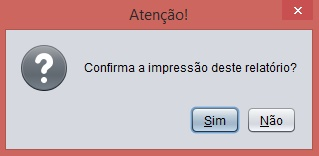 Atenção!
Confirma a impressão deste relatório?
Sim
Não